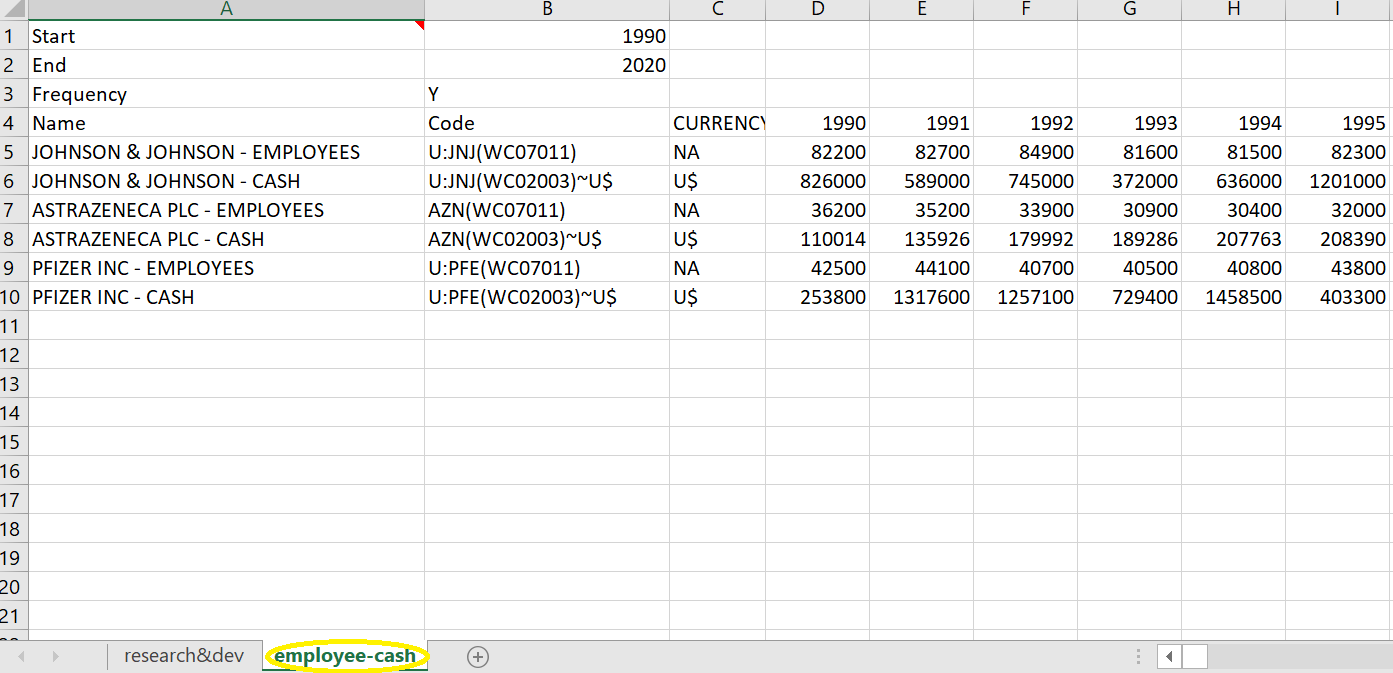 A B C D E F G H I
1 Start 1990
2 End 2020
3 Frequency Y
4 Name Code CURRENCY 1990 1991 1992 1993 1994 1995
5 JOHNSON & JOHNSON - EMPLOYEES U:JNJ(WC07011) NA 82200 82700 84900 81600 81500 82300
6 JOHNSON & JOHNSON - CASH U:JNJ(WC02003)~U$ U$ 826000 589000 745000 372000 636000 1201000
7 ASTRAZENECA PLC - EMPLOYEES AZN(WC07011) NA 36200 35200 33900 30900 30400 32000
8 ASTRAZENECA PLC - CASH AZN(WC02003)~U$ U$ 110014 135926 179992 189286 207763 208390
9 PFIZER INC - EMPLOYEES U:PFE(WC07011) NA 42500 44100 40700 40500 40800 43800
10 PFIZER INC - CASH U:PFE(WC02003)~U$ U$ 253800 1317600 1257100 729400 1458500 403300
11
12
13
14
15
16
17
18
19
20
21
research&dev employee-cash